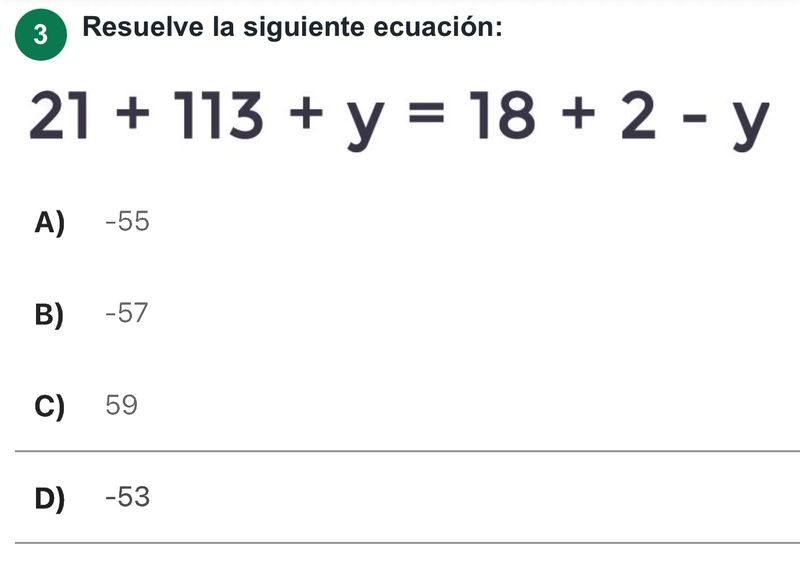 3 Resuelve la siguiente ecuación:
21 + 113 + y = 18 + 2 - y
A) -55
B) -57
C) 59
D) -53